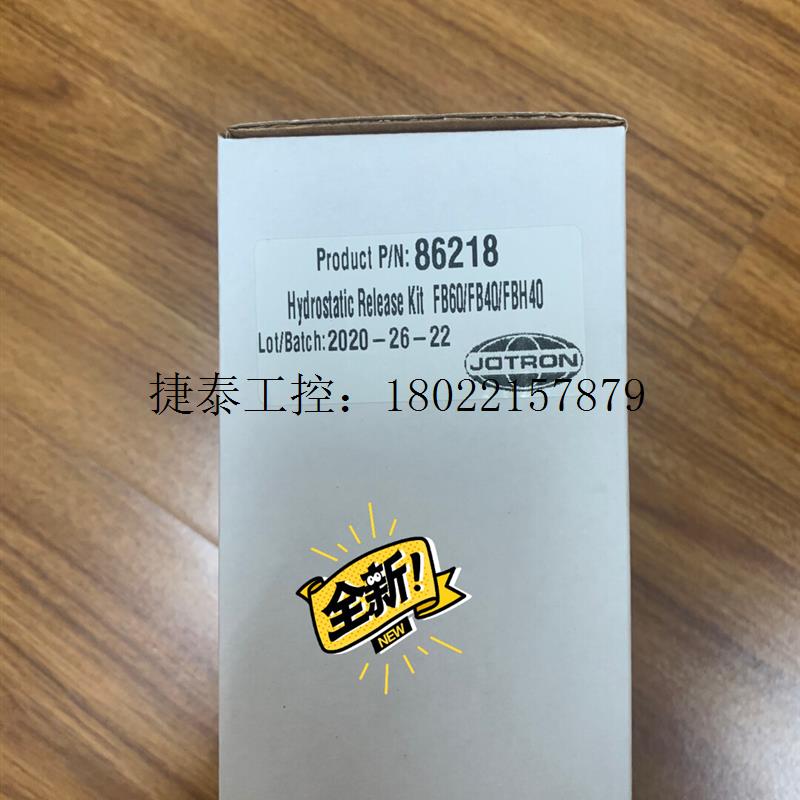 Product P/N: 86218
Hydrostatic Release Kit FB60/FB40/FBH40
Lot/Batch: 2020-26-22
JOTRON
捷泰工控：18022157879
全新!
NEW